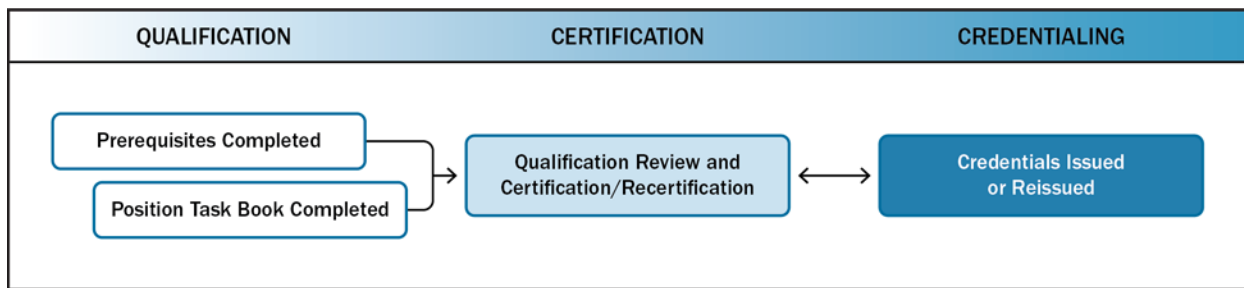 QUALIFICATION CERTIFICATION CREDENTIALING
Prerequisites Completed
Position Task Book Completed
Qualification Review and
Certification/Recertification
Credentials Issued
or Reissued